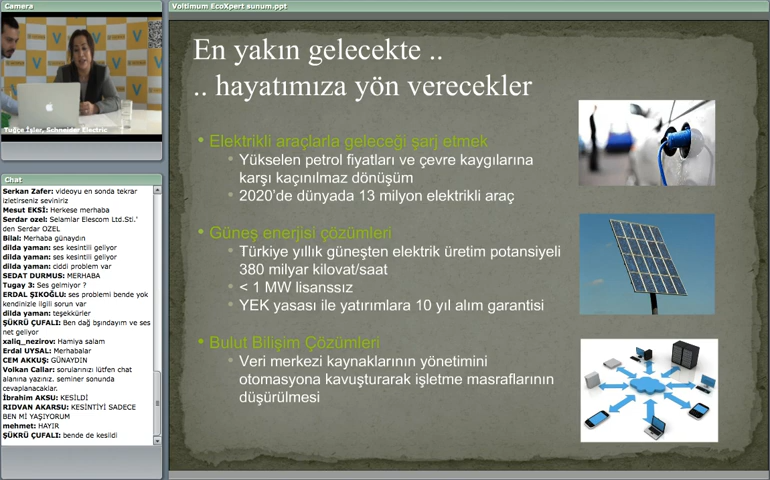 Camera
Tuğçe İşler, Schneider Electric
Chat
Serkan Zafer: videoyu en sonda tekrar
izletirseniz seviniriz
Mesut EKSİ: Herkese merhaba
Serdar ozel: Selamlar Elescom Ltd.Sti.'
den Serdar OZEL
Bilal: Merhaba günaydın
dilda yaman: ses kesintili geliyor
dilda yaman: ses kesintili geliyor
dilda yaman: ciddi problem var
SEDAT DURMUS: MERHABA
Tugay 3: Ses gelmiyor ?
ERDAL ŞIKOĞLU: ses problemi bende yok
kendinizle ilgili sorun var
dilda yaman: teşekkürler
ŞÜKRÜ ÇUFALI: Ben dağ bşındayım ve ses
net geliyor
xaliq_nezirov: Hamiya salam
Erdal UYSAL: Merhabalar
CEM AKKUŞ: GÜNAYDIN
Volkan Callar: sorularınızı lütfen chat
alanına yazınız. seminer sonunda
cevaplanacaklar.
İbrahim AKSU: KESİLDİ
RIDVAN AKARSU: KESİNTİYİ SADECE
BEN Mİ YAŞIYORUM
mehmet: HAYIR
ŞÜKRÜ ÇUFALI: bende de kesildi
Voltimum EcoXpert sunum.ppt
En yakın gelecekte ..
.. hayatımıza yön verecekler
• Elektrikli araçlarla geleceği şarj etmek
• Yükselen petrol fiyatları ve çevre kaygılarına
karşı kaçınılmaz dönüşüm
• 2020'de dünyada 13 milyon elektrikli araç
• Güneş enerjisi çözümleri
• Türkiye yıllık güneşten elektrik üretim potansiyeli
380 milyar kilovat/saat
• < 1 MW lisanssız
• YEK yasası ile yatırımlara 10 yıl alım garantisi
• Bulut Bilişim Çözümleri
• Veri merkezi kaynaklarının yönetimini
otomasyona kavuşturarak işletme masraflarının
düşürülmesi